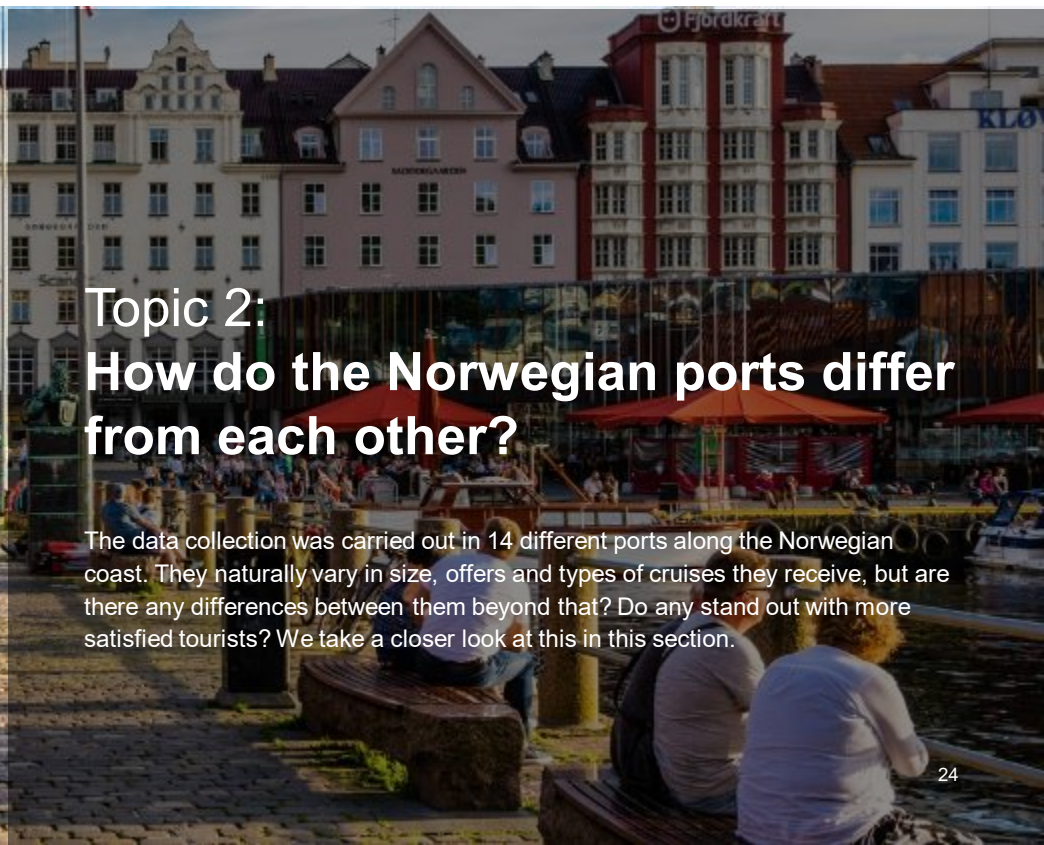 Fjordkraft
KLØ
Topic 2:
How do the Norwegian ports differ
from each other?
The data collection was carried out in 14 different ports along the Norwegian
coast. They naturally vary in size, offers and types of cruises they receive, but are
there any differences between them beyond that? Do any stand out with more
satisfied tourists? We take a closer look at this in this section.
24